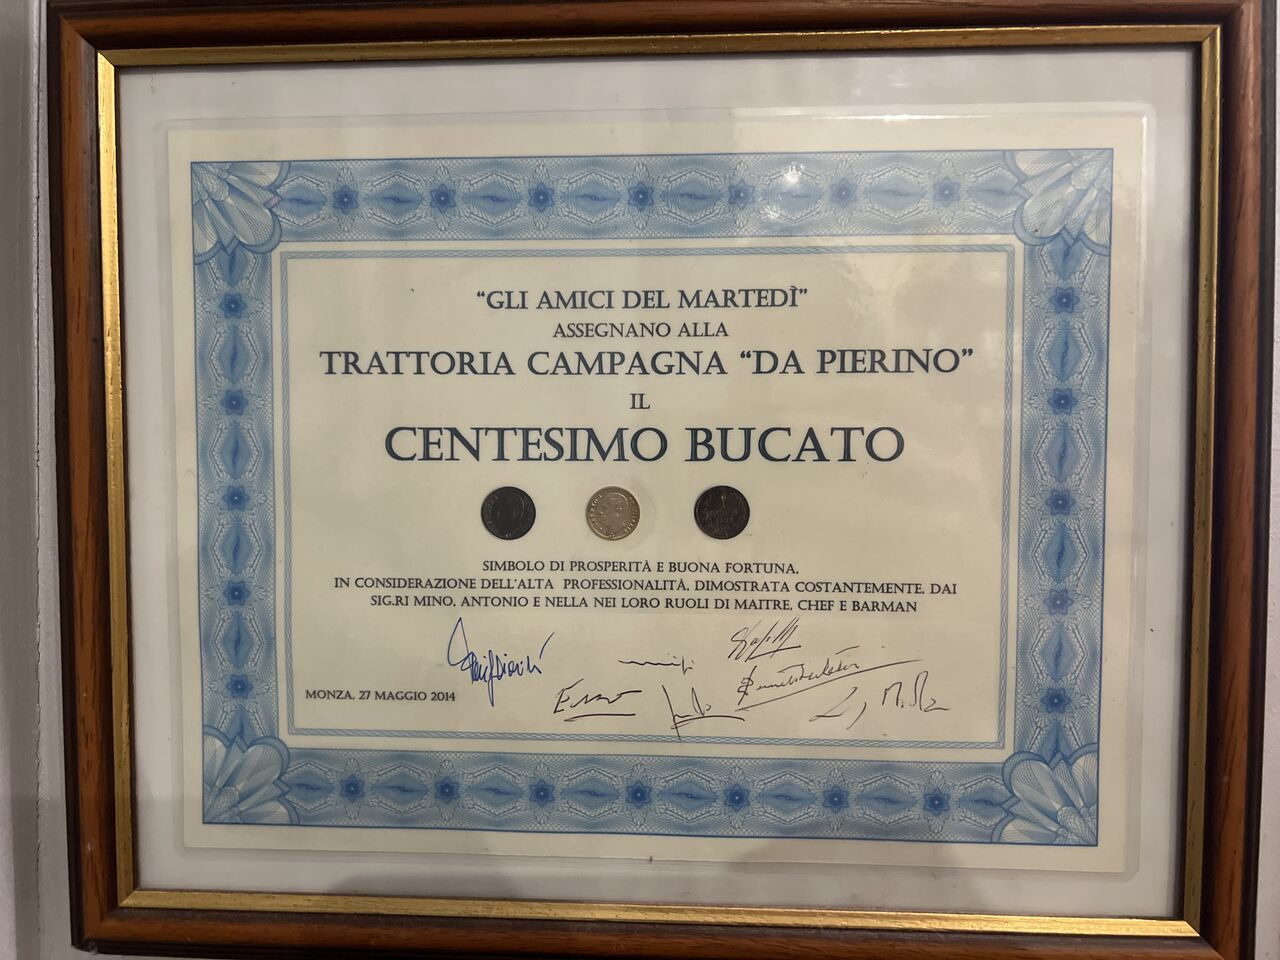 “GLI AMICI DEL MARTEDÌ”
ASSEGNANO ALLA
TRATTORIA CAMPAGNA “DA PIERINO”
IL
CENTESIMO BUCATO
SIMBOLO DI PROSPERITÀ E BUONA FORTUNA,
IN CONSIDERAZIONE DELL'ALTA PROFESSIONALITÀ, DIMOSTRATA COSTANTEMENTE, DAI
SIG.RI MINO, ANTONIO E NELLA NEI LORO RUOLI DI MAITRE, CHEF E BARMAN
MONZA, 27 MAGGIO 2014